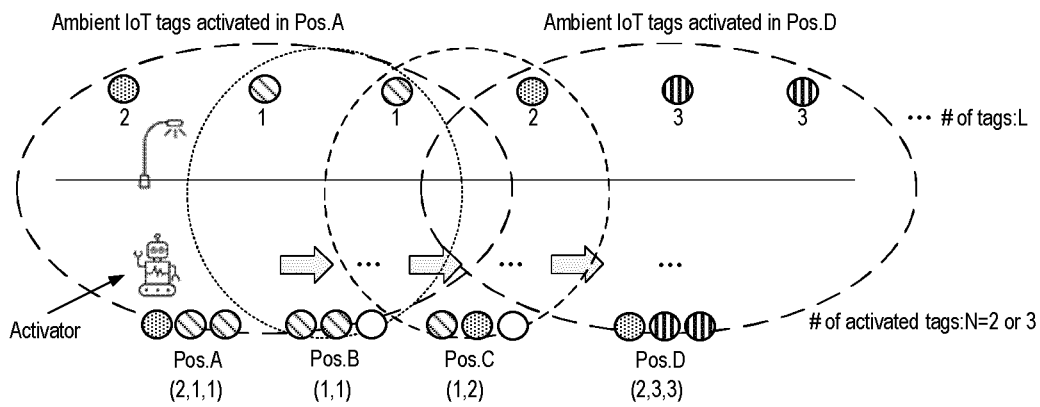 Ambient IoT tags activated in Pos.A
Ambient IoT tags activated in Pos.D
2 1 1 2 3 3
••• # of tags:L
••• ••• •••
Activator
# of activated tags:N=2 or 3
Pos.A Pos.B Pos.C Pos.D
(2,1,1) (1,1) (1,2) (2,3,3)